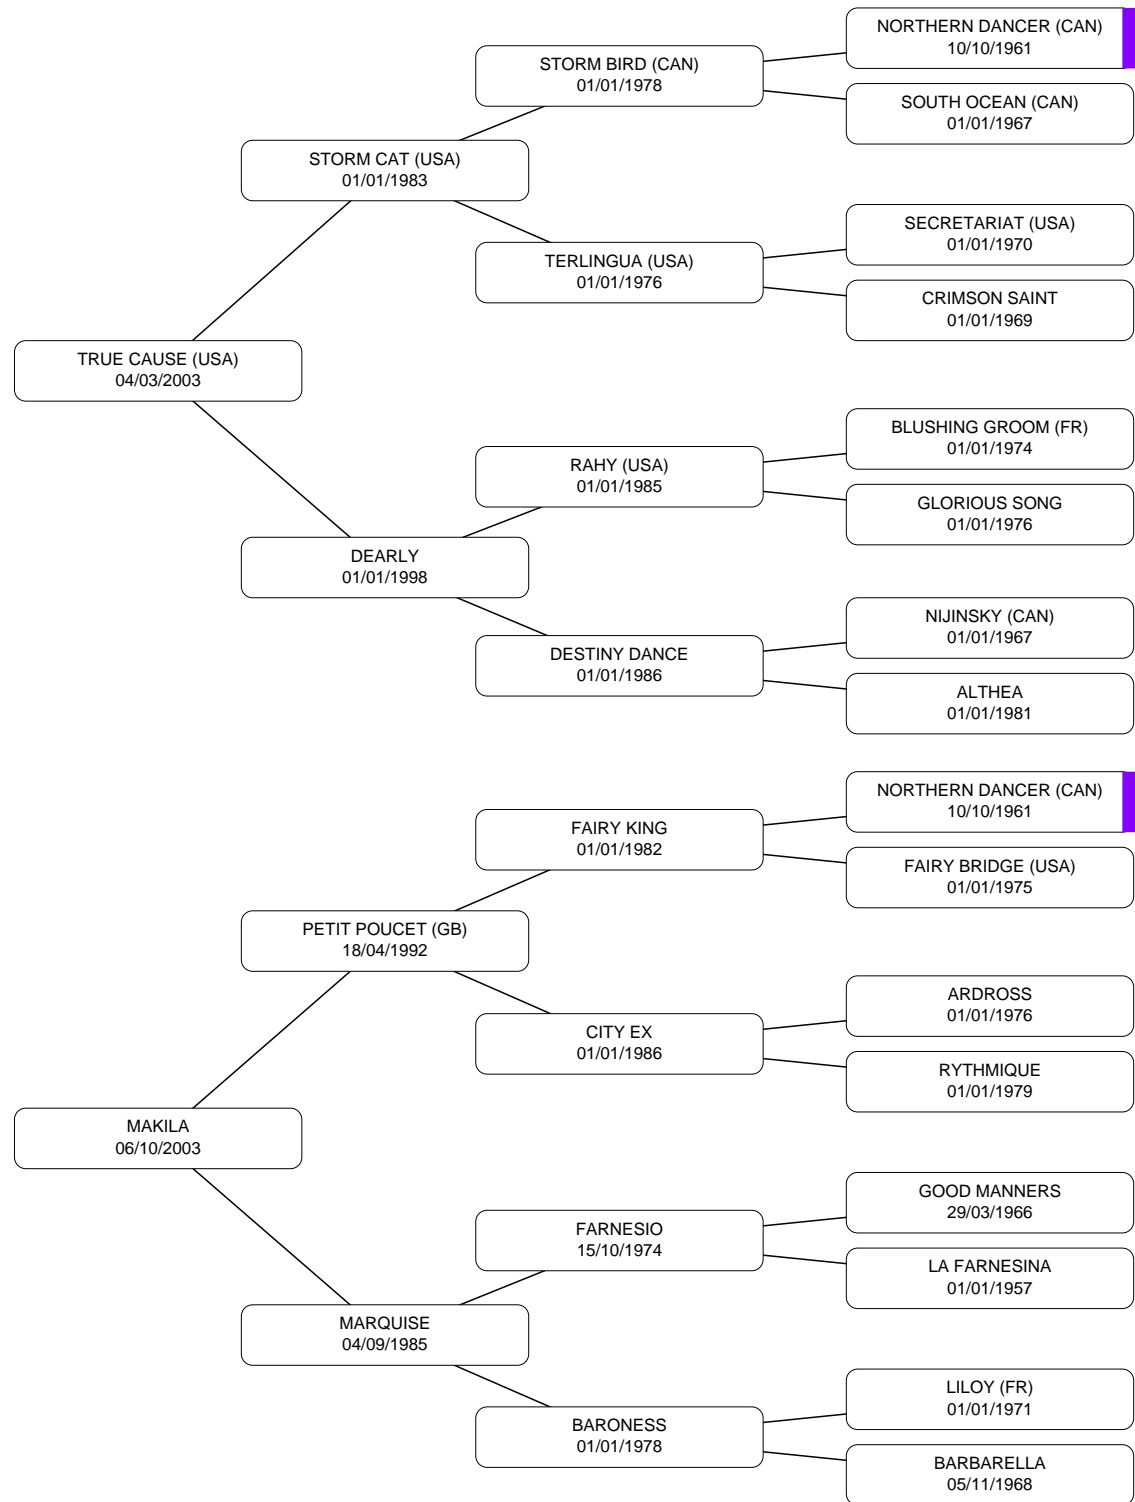 NORTHERN DANCER (CAN)
10/10/1961
STORM BIRD (CAN)
01/01/1978
SOUTH OCEAN (CAN)
01/01/1967
STORM CAT (USA)
01/01/1983
SECRETARIAT (USA)
01/01/1970
TERLINGUA (USA)
01/01/1976
CRIMSON SAINT
01/01/1969
TRUE CAUSE (USA)
04/03/2003
BLUSHING GROOM (FR)
01/01/1974
RAHY (USA)
01/01/1985
GLORIOUS SONG
01/01/1976
DEARLY
01/01/1998
NIJINSKY (CAN)
01/01/1967
DESTINY DANCE
01/01/1986
ALTHEA
01/01/1981
NORTHERN DANCER (CAN)
10/10/1961
FAIRY KING
01/01/1982
FAIRY BRIDGE (USA)
01/01/1975
PETIT POUCET (GB)
18/04/1992
ARDROSS
01/01/1976
CITY EX
01/01/1986
RYTHMIQUE
01/01/1979
MAKILA
06/10/2003
GOOD MANNERS
29/03/1966
FARNESIO
15/10/1974
LA FARNESINA
01/01/1957
MARQUISE
04/09/1985
LILOY (FR)
01/01/1971
BARONESS
01/01/1978
BARBARELLA
05/11/1968